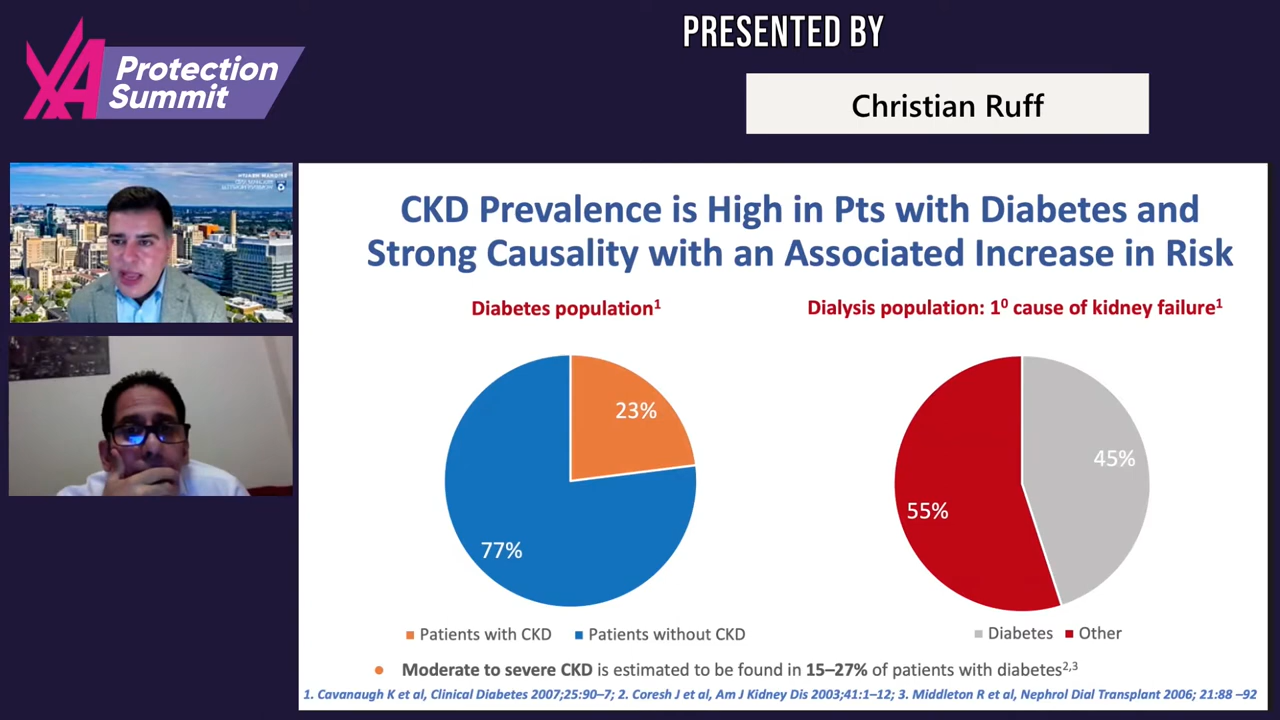 PRESENTED BY
Protection
Summit
Christian Ruff
CKD Prevalence is High in Pts with Diabetes and
Strong Causality with an Associated Increase in Risk
Diabetes population¹
Dialysis population: 1⁰ cause of kidney failure¹
23%
77%
45%
55%
Patients with CKD
Patients without CKD
Diabetes
Other
Moderate to severe CKD is estimated to be found in 15–27% of patients with diabetes²,³
1. Cavanaugh K et al, Clinical Diabetes 2007;25:90–7; 2. Coresh J et al, Am J Kidney Dis 2003;41:1–12; 3. Middleton R et al, Nephrol Dial Transplant 2006; 21:88 –92